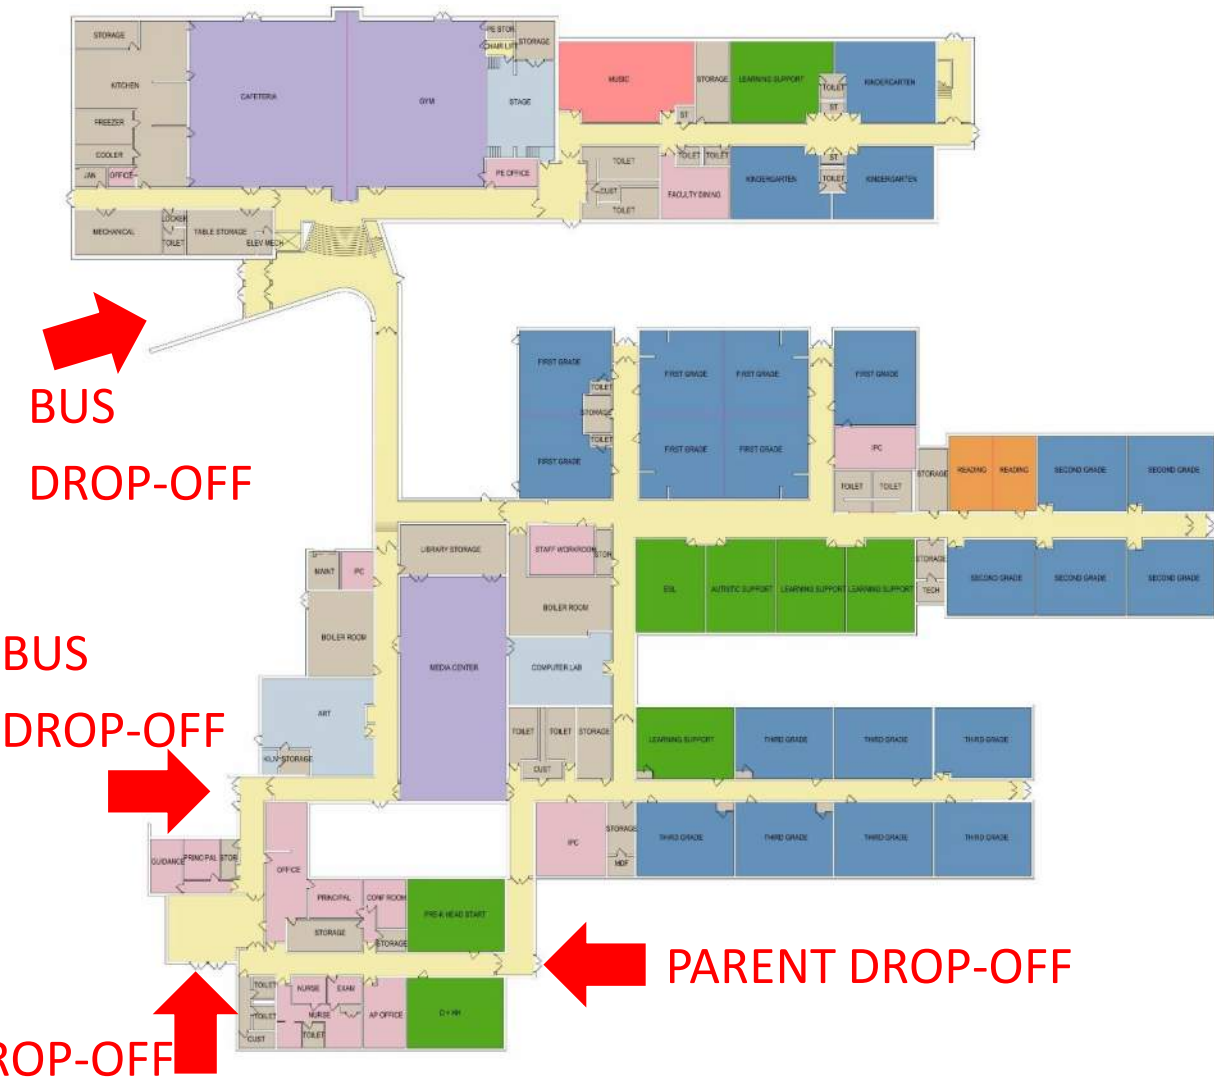 STORAGE
KITCHEN
FREEZER
COOLER
JAN
OFFICE
CAFETERIA
GYM
PE STOR
CHAIR LIFT
STORAGE
STAGE
PE OFFICE
MUSIC
STORAGE
ST
LEARNING SUPPORT
TOILET
ST
KINDERGARTEN
TOILET
CUST
TOILET
TOILET
TOILET
FACULTY DINING
KINDERGARTEN
ST
TOILET
KINDERGARTEN
MECHANICAL
LOCKER
TOILET
TABLE STORAGE
ELEV MECH
BUS
DROP-OFF
FIRST GRADE
TOILET
STORAGE
TOILET
FIRST GRADE
FIRST GRADE
FIRST GRADE
FIRST GRADE
FIRST GRADE
FIRST GRADE
IPC
TOILET
TOILET
STORAGE
READING
READING
SECOND GRADE
SECOND GRADE
LIBRARY STORAGE
STAFF WORKROOM
STOR
BOILER ROOM
ESL
AUTISTIC SUPPORT
LEARNING SUPPORT
LEARNING SUPPORT
STORAGE
TECH
SECOND GRADE
SECOND GRADE
SECOND GRADE
MAINT
IPC
BOILER ROOM
MEDIA CENTER
COMPUTER LAB
BUS
DROP-OFF
ART
KILN
STORAGE
TOILET
TOILET
STORAGE
CUST
LEARNING SUPPORT
THIRD GRADE
THIRD GRADE
THIRD GRADE
GUIDANCE
PRINCIPAL
STOR
OFFICE
IPC
STORAGE
MDF
THIRD GRADE
THIRD GRADE
THIRD GRADE
THIRD GRADE
PRINCIPAL
CONF ROOM
PRE-K HEAD START
STORAGE
STORAGE
PARENT DROP-OFF
TOILET
TOILET
CUST
NURSE
EXAM
NURSE
TOILET
AP OFFICE
D + HH
ROP-OFF